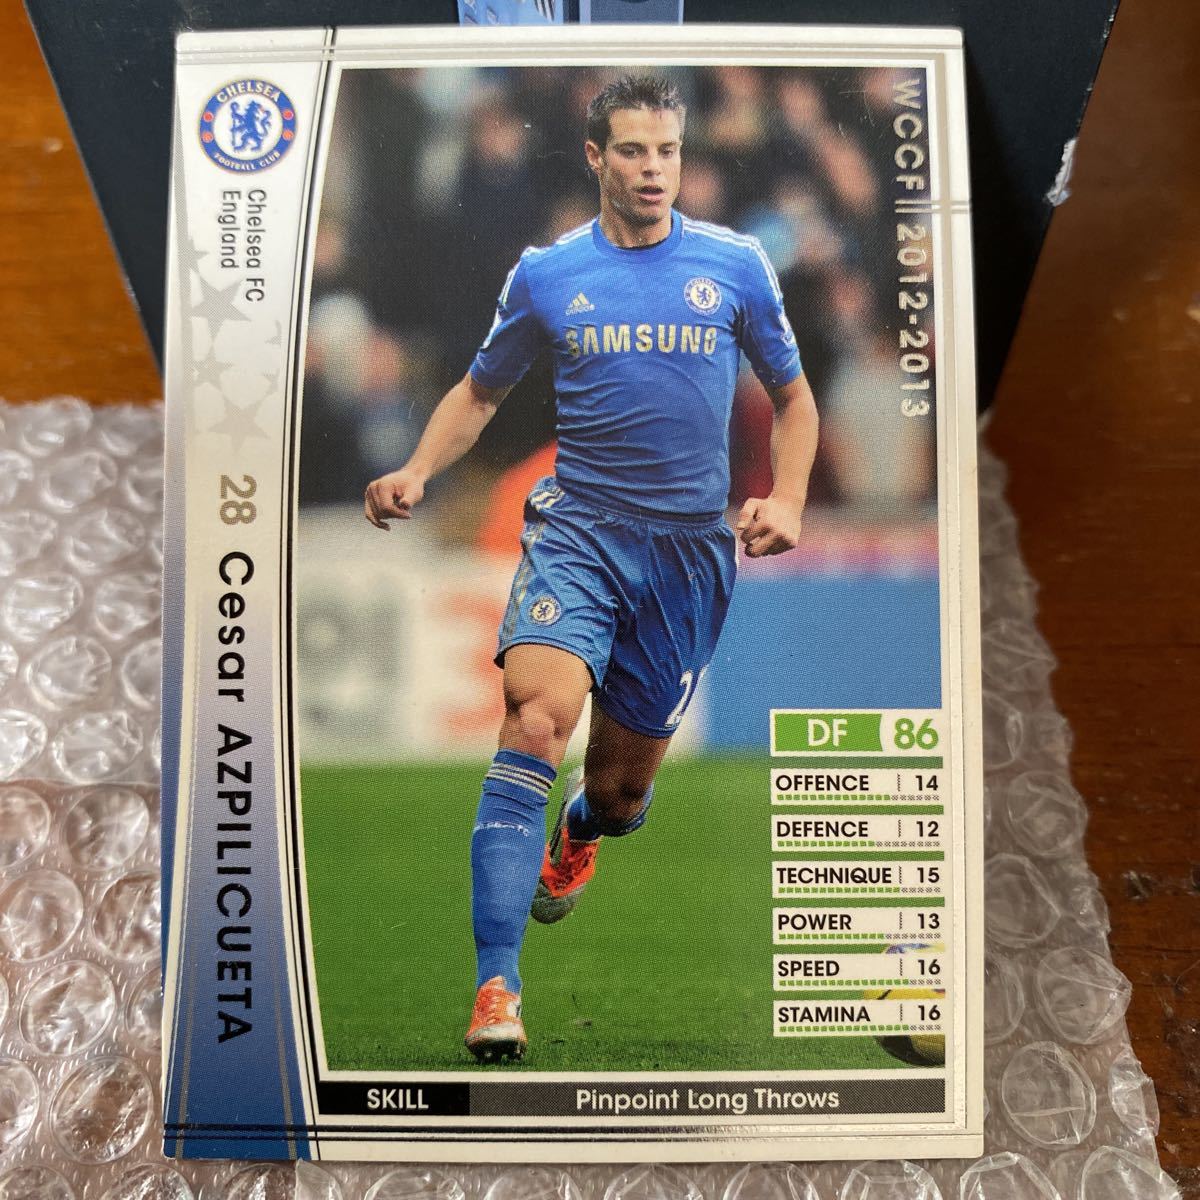 CHELSEA
FOOTBALL CLUB
Chelsea FC
England
28 Cesar AZPILICUETA
WCCF 2012-2013
adidas
SAMSUNG
2
DF 86
OFFENCE 14
DEFENCE 12
TECHNIQUE 15
POWER 13
SPEED 16
STAMINA 16
SKILL Pinpoint Long Throws